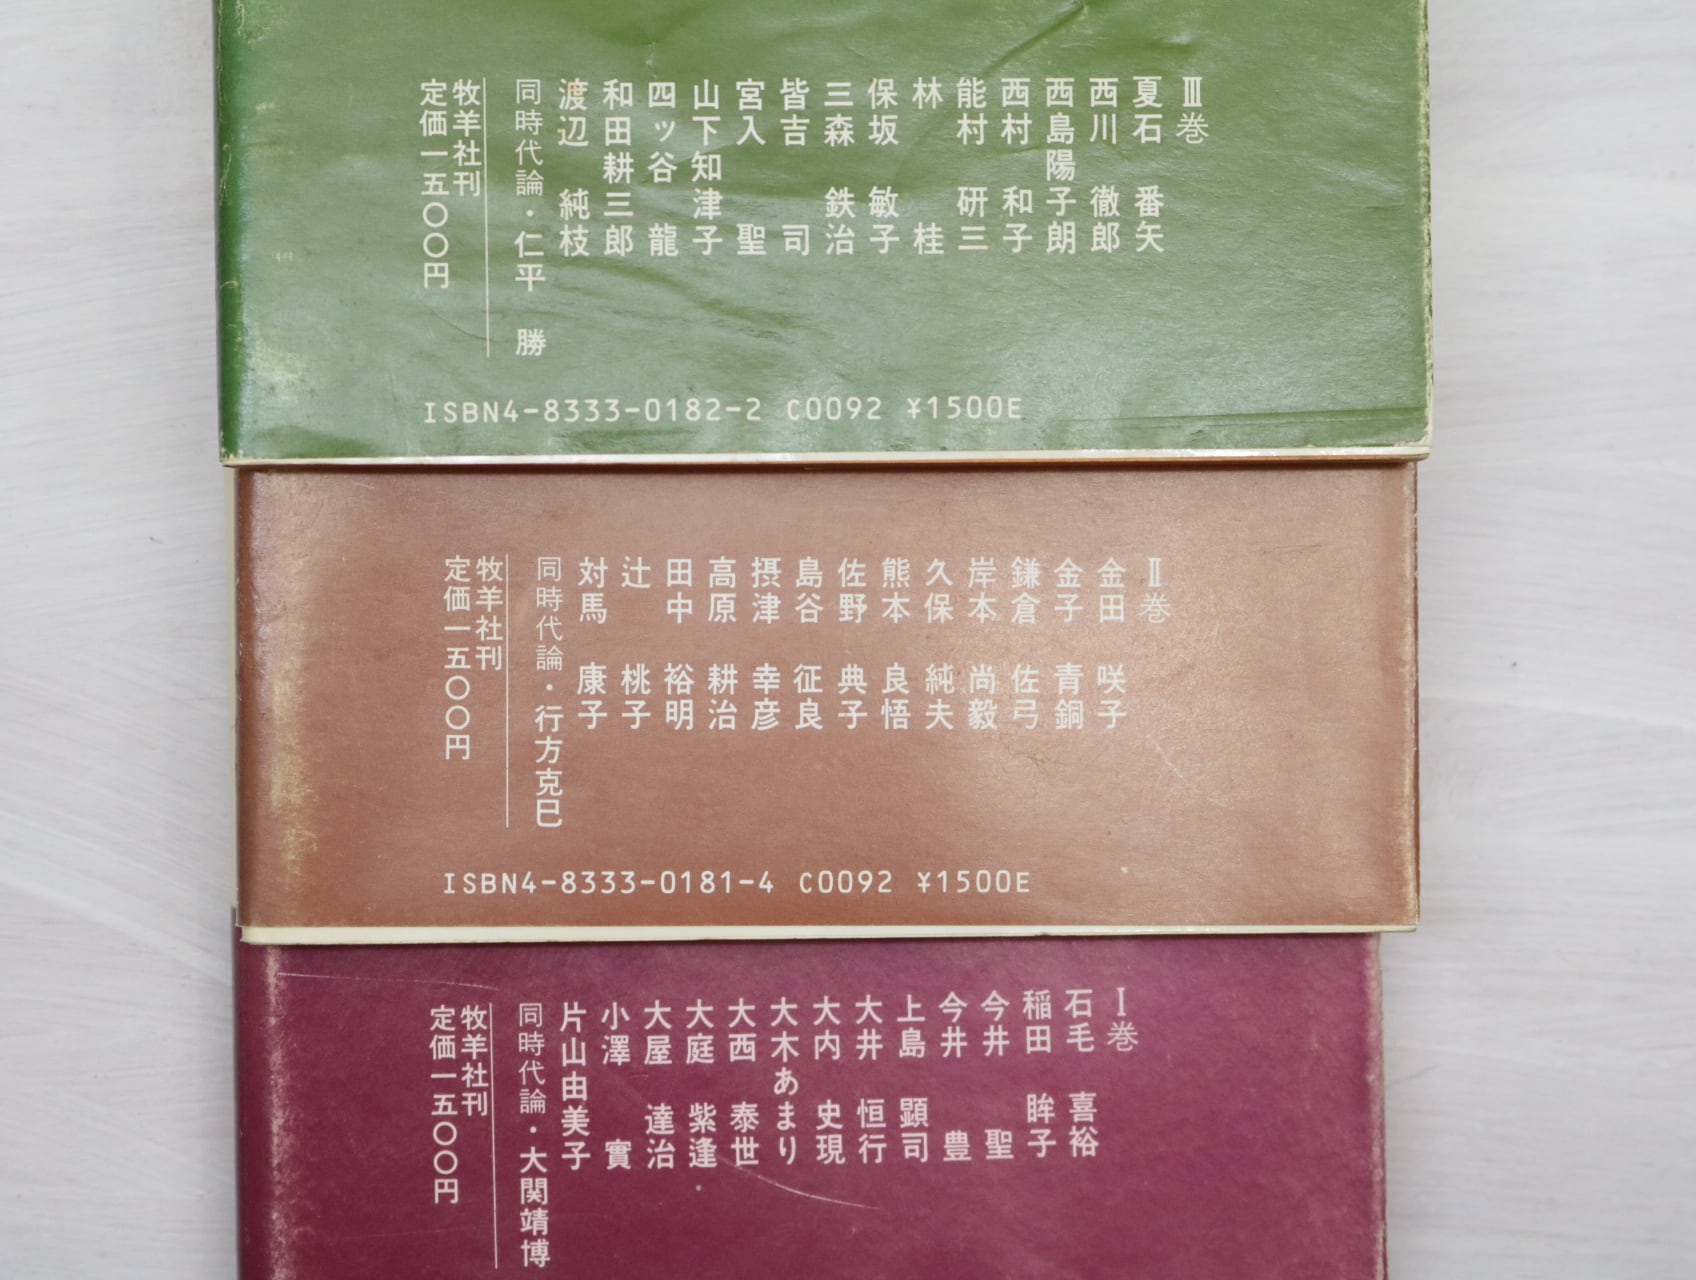 Ⅲ巻
夏石 番矢
西川 徹郎
西島陽子朗
西村 和子
能村 研三
林 桂
保坂 敏子
三森 鉄治
皆吉 司
宮入 聖
山下知津子
四ッ谷 龍
和田耕三郎
渡辺 純枝
同時代論・仁平 勝
牧羊社刊
定価一五〇〇円
ISBN4-8333-0182-2 C0092 ¥1500E
Ⅱ巻
金田 咲子
金子 青銅
鎌倉 佐弓
岸本 尚毅
久保 純夫
熊本 良悟
佐野 典子
島谷 征良
摂津 幸彦
高原 耕治
田中 裕明
辻 桃子
対馬 康子
同時代論・行方克巳
牧羊社刊
定価一五〇〇円
ISBN4-8333-0181-4 C0092 ¥1500E
Ⅰ巻
石毛 喜裕
稲田 眸子
今井 聖
今井 豊
上島 顕司
大井 恒行
大内 史現
大木あまり
大西 泰世
大庭 紫逢
大屋 達治
小澤 實
片山由美子
同時代論・大関靖博
牧羊社刊
定価一五〇〇円